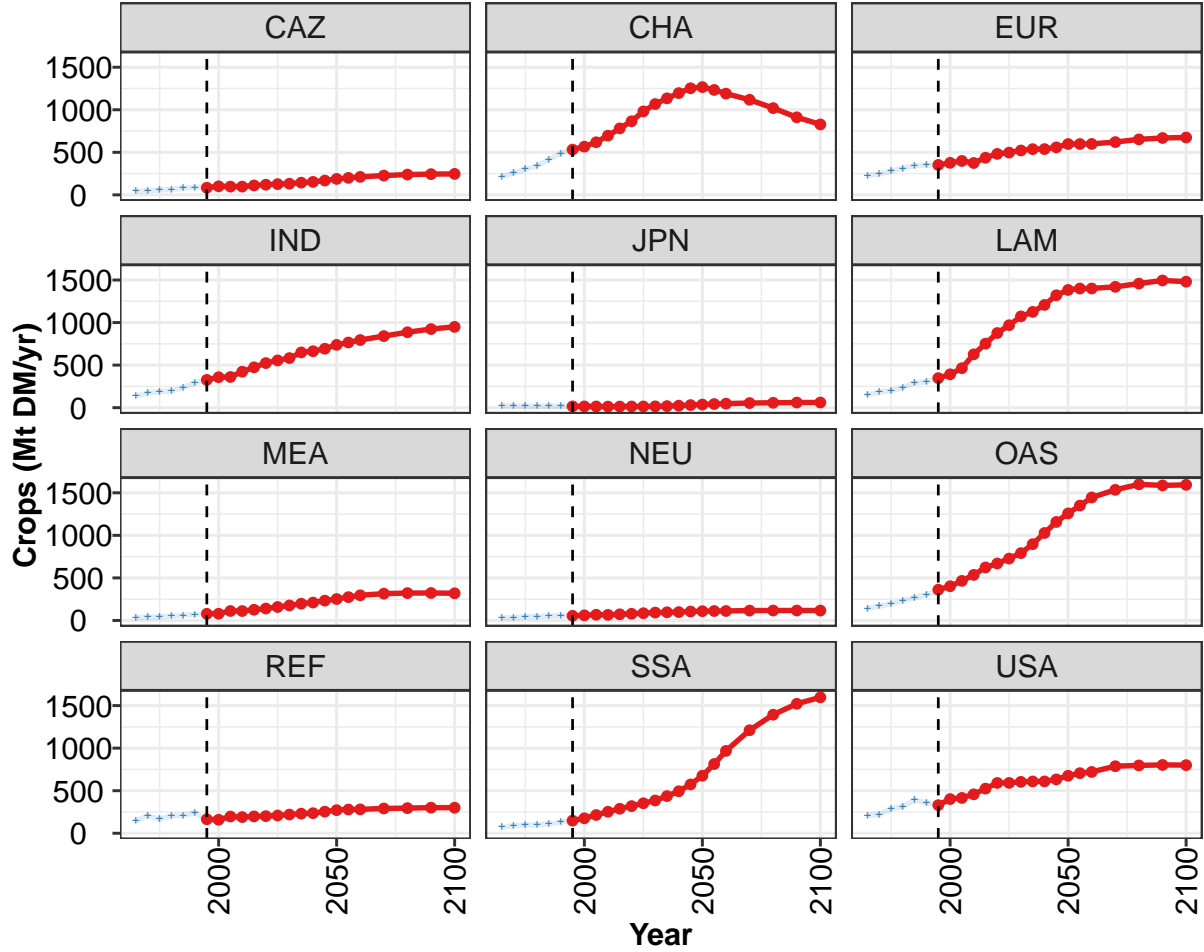 CAZ CHA EUR
1500
1000
500
0
IND JPN LAM
1500
1000
500
0
MEA NEU OAS
1500
1000
500
0
REF SSA USA
1500
1000
500
0
Crops (Mt DM/yr)
2000 2050 2100 2000 2050 2100 2000 2050 2100
Year